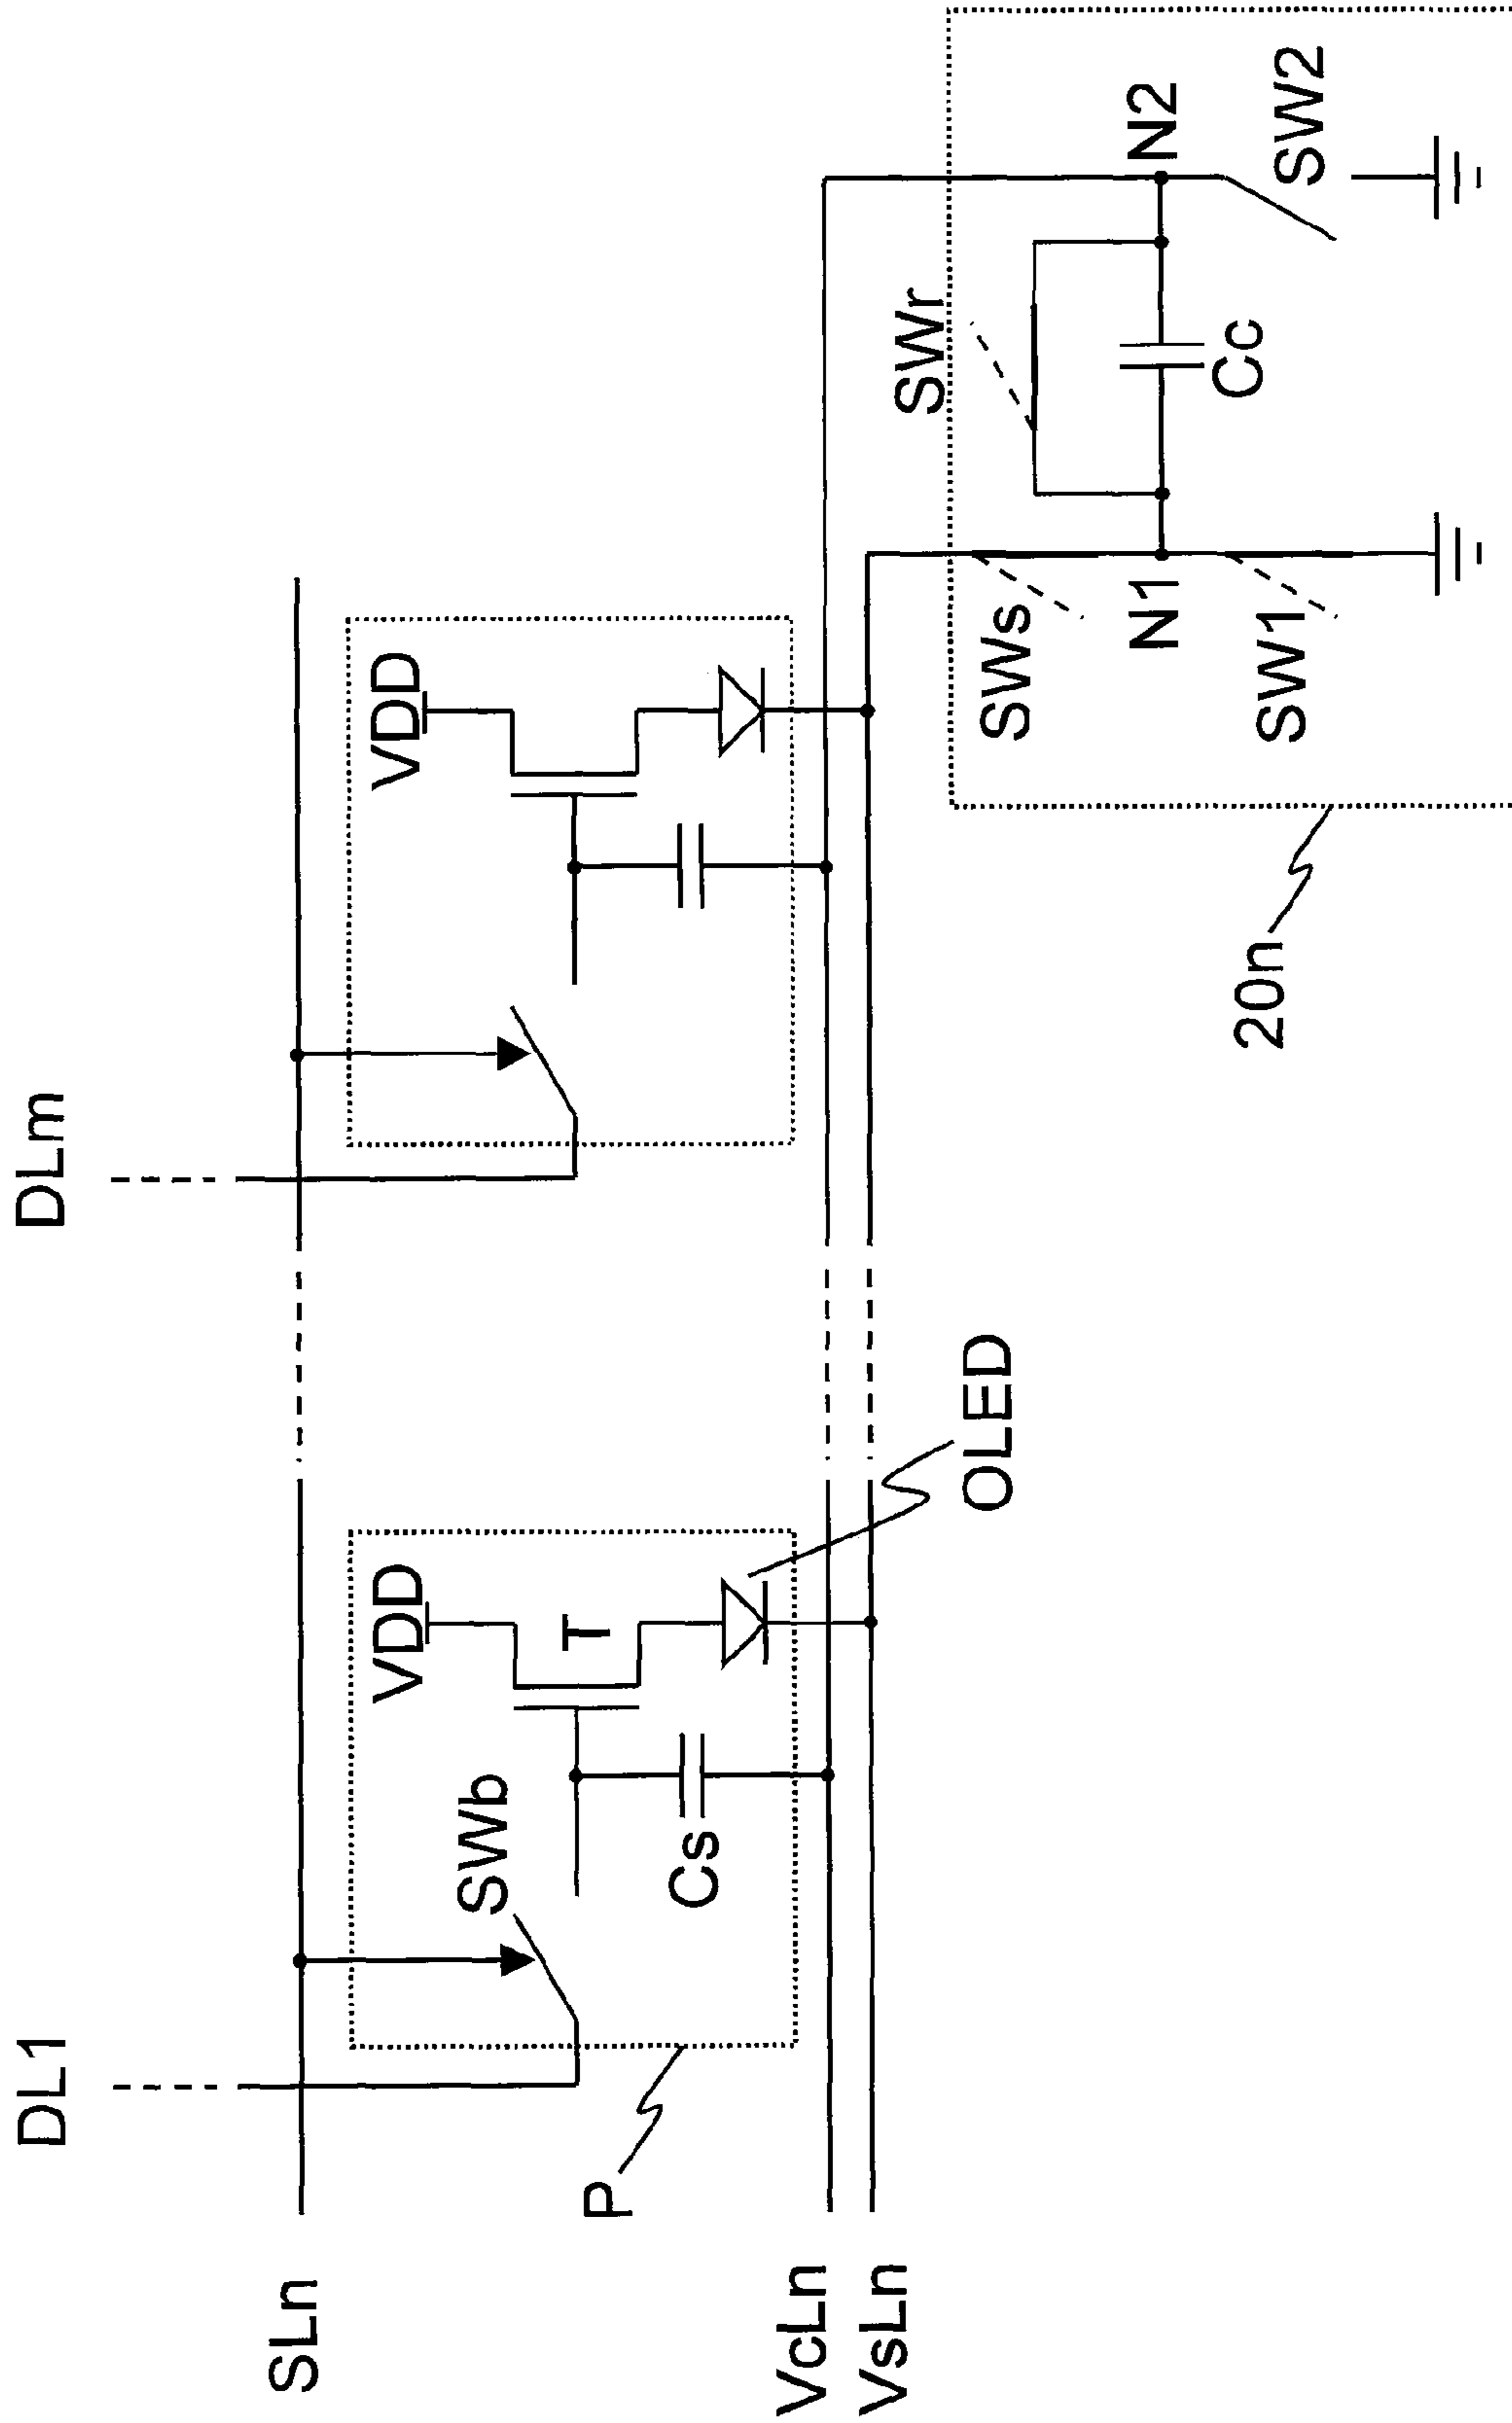 DL1
DLm
SLn
VDD
VDD
SWb
T
Cs
P
OLED
VcLn
VsLn
SWr
SWs
N1
N2
Cc
SW1
SW2
20n